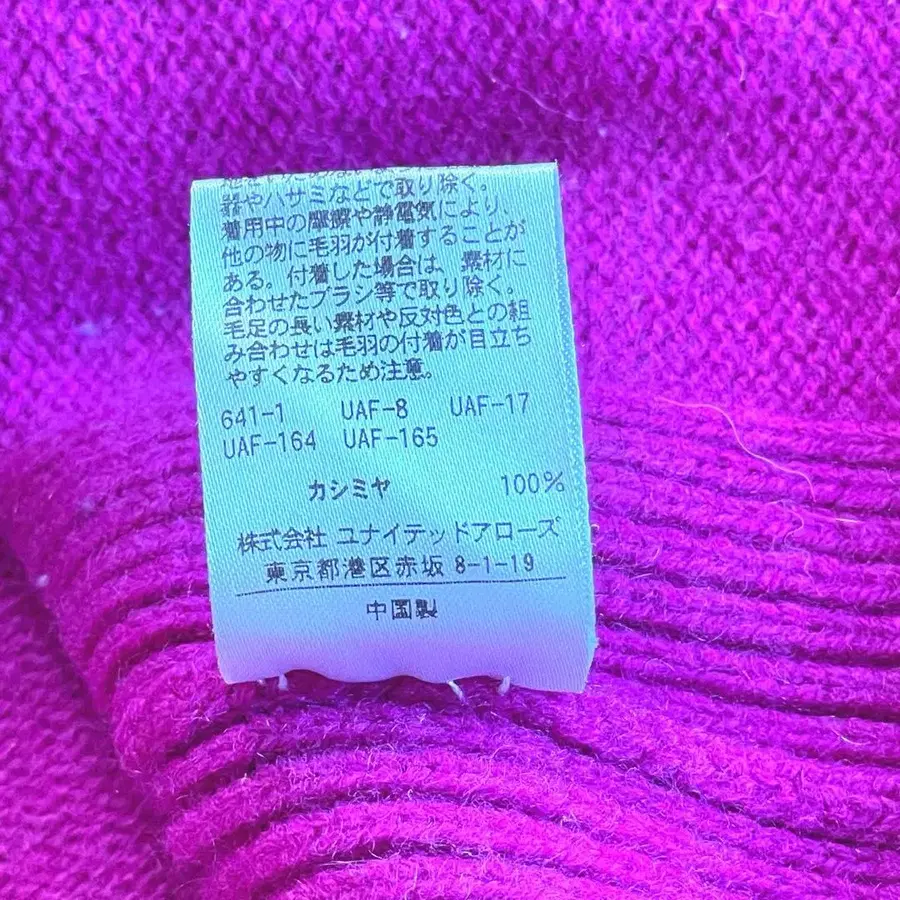 器やハサミなどで取り除く。
着用中の摩擦や静電気により、
他の物に毛羽が付着することが
ある。付着した場合は、素材に
合わせたブラシ等で取り除く。
毛足の長い素材や反対色との組
み合わせは毛羽の付着が目立ち
やすくなるため注意。
641-1 UAF-8 UAF-17
UAF-164 UAF-165
カシミヤ 100%
株式会社 ユナイテッドアローズ
東京都港区赤坂 8-1-19
中国製